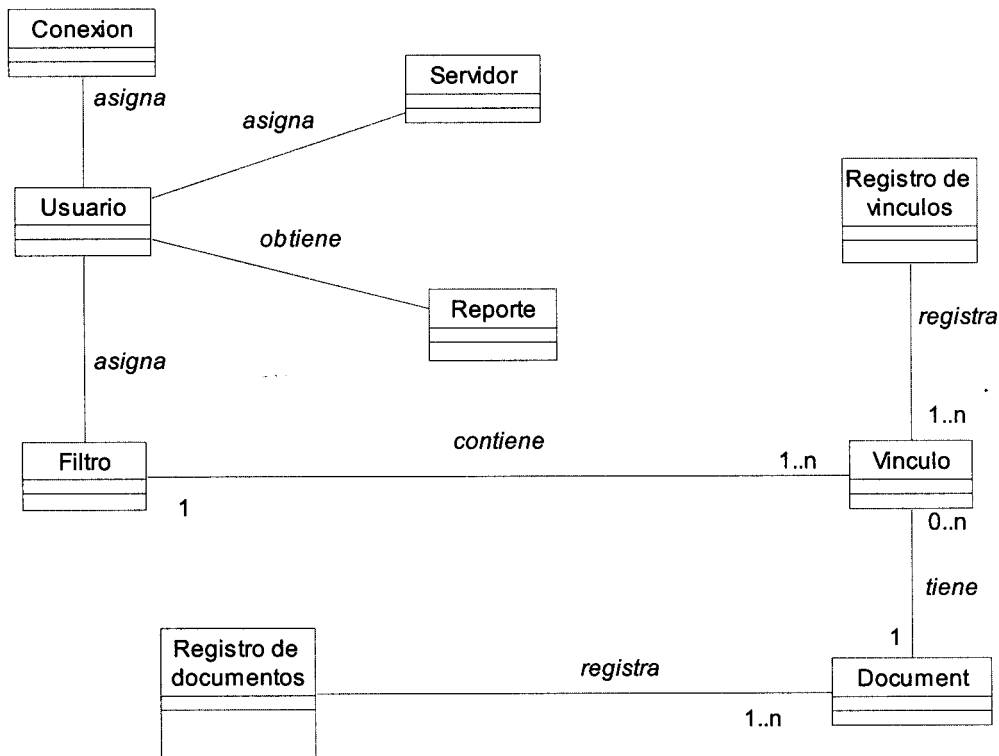 Conexion
asigna
Servidor
asigna
Usuario
Registro de
vinculos
obtiene
Reporte
registra
asigna
1..n
contiene
Filtro
1..n
Vinculo
1
0..n
tiene
1
Registro de
documentos
registra
Document
1..n